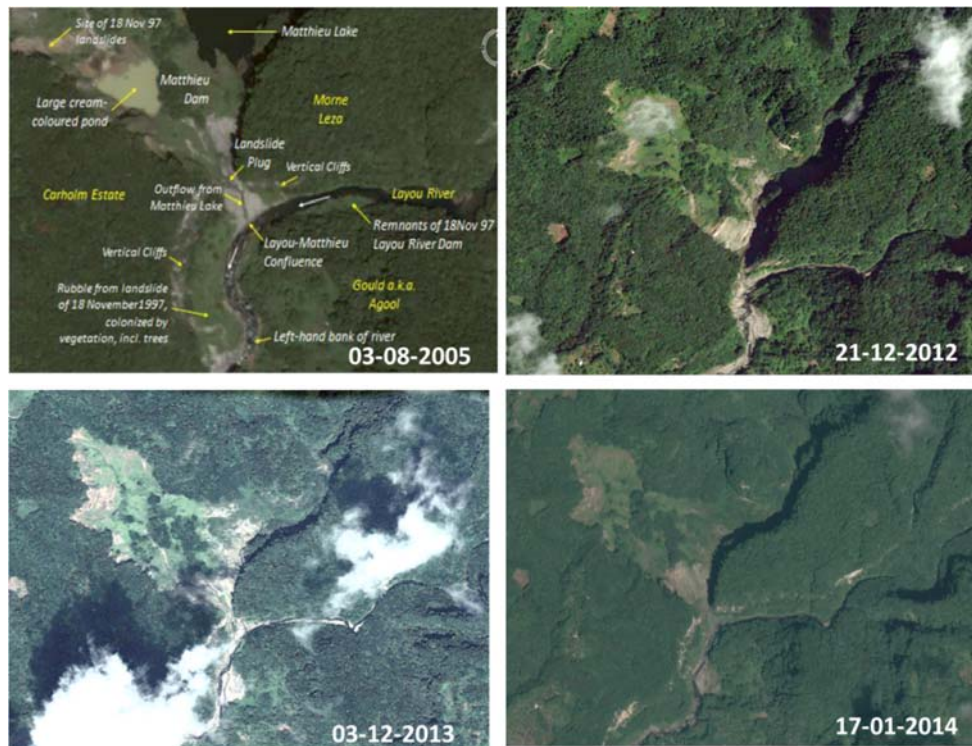 Site of 18 Nov 97
landslides
Matthieu Lake
Large cream-
coloured pond
Matthieu
Dam
Morne
Leza
Landslide
Plug
Vertical Cliffs
Carholm Estate
Outflow from
Matthieu Lake
Layou River
Remnants of 18Nov 97
Layou River Dam
Layou-Matthieu
Confluence
Vertical Cliffs
Rubble from landslide
of 18 November1997,
colonized by
vegetation, incl. trees
Gould a.k.a.
Agool
Left-hand bank of river
03-08-2005
21-12-2012
03-12-2013
17-01-2014